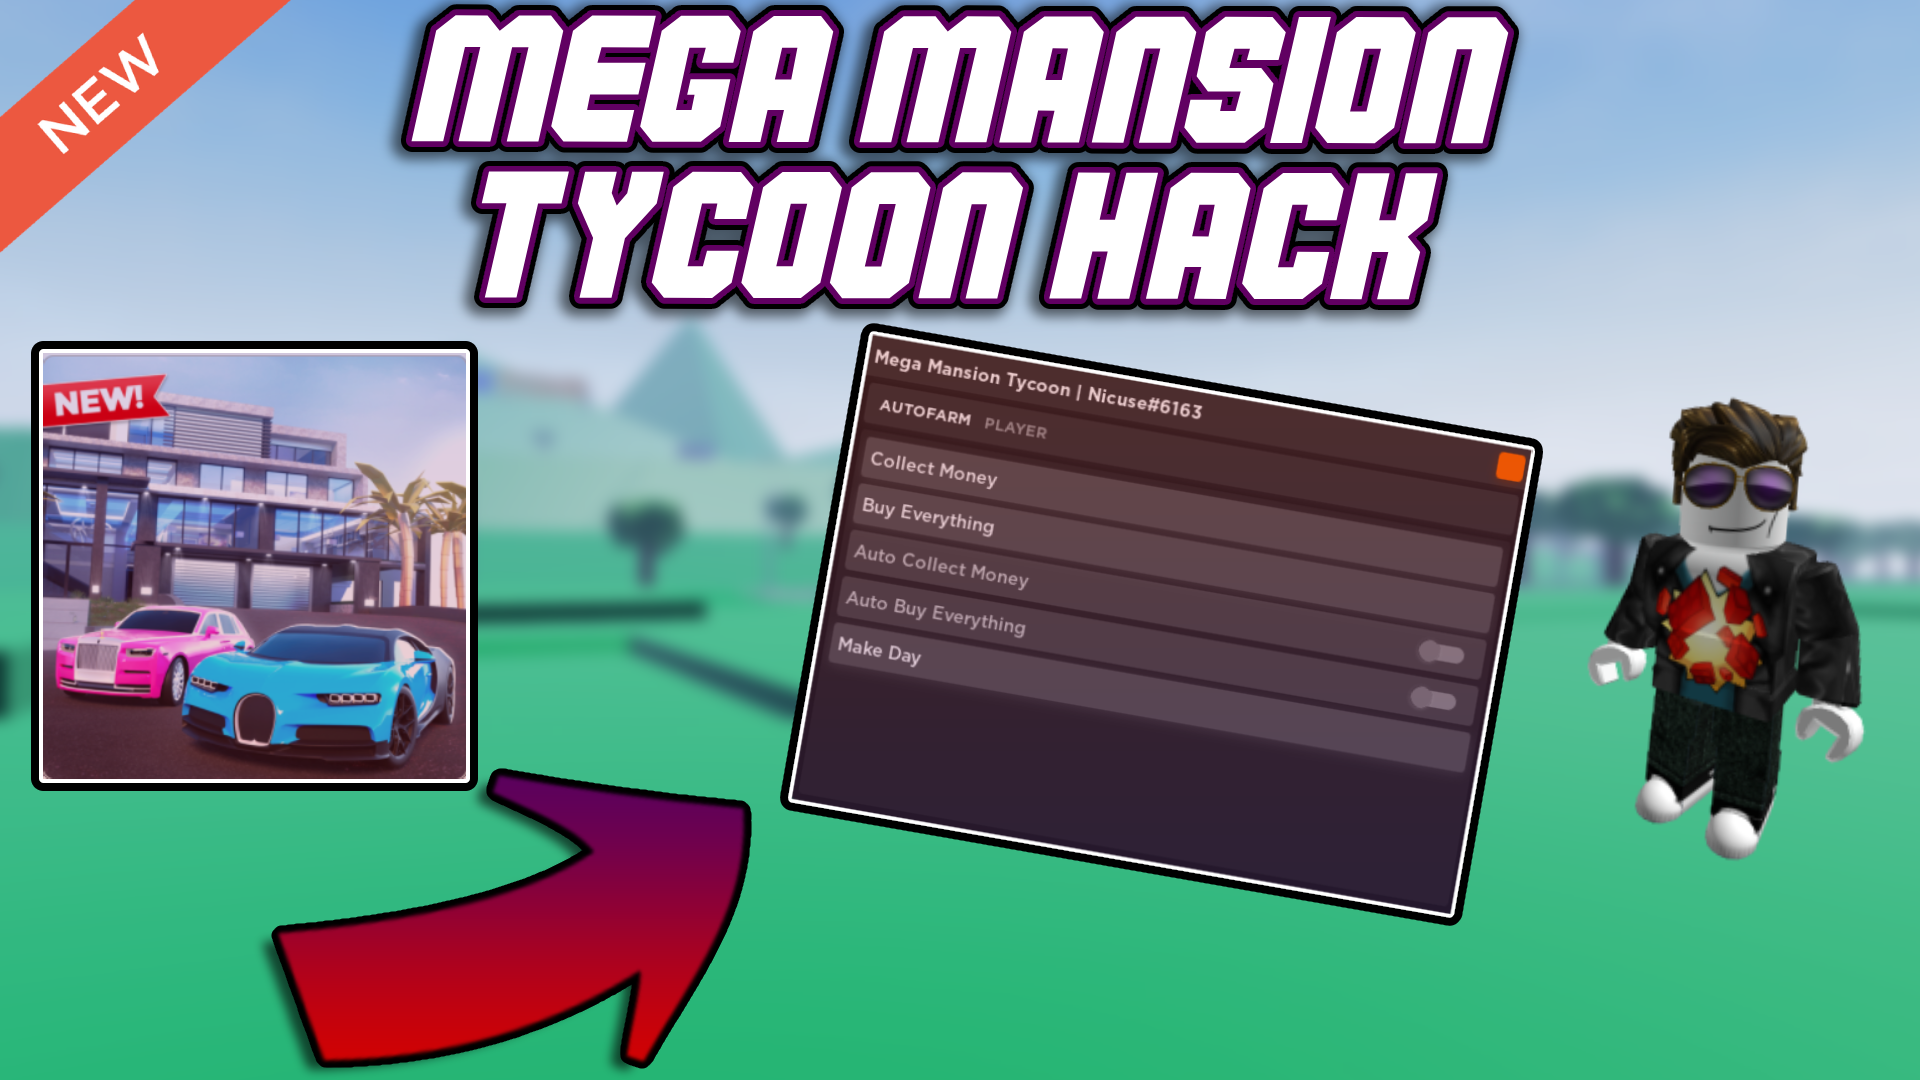 NEW
MEGA MANSION
TYCOON HACK
NEW!
Mega Mansion Tycoon | Nicuse#6163
AUTOFARM PLAYER
Collect Money
Buy Everything
Auto Collect Money
Auto Buy Everything
Make Day